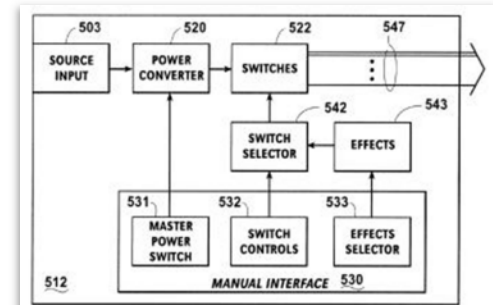 503
520
522
547
SOURCE
INPUT
POWER
CONVERTER
SWITCHES
542
543
SWITCH
SELECTOR
EFFECTS
531
532
533
MASTER
POWER
SWITCH
SWITCH
CONTROLS
EFFECTS
SELECTOR
512
MANUAL INTERFACE 530